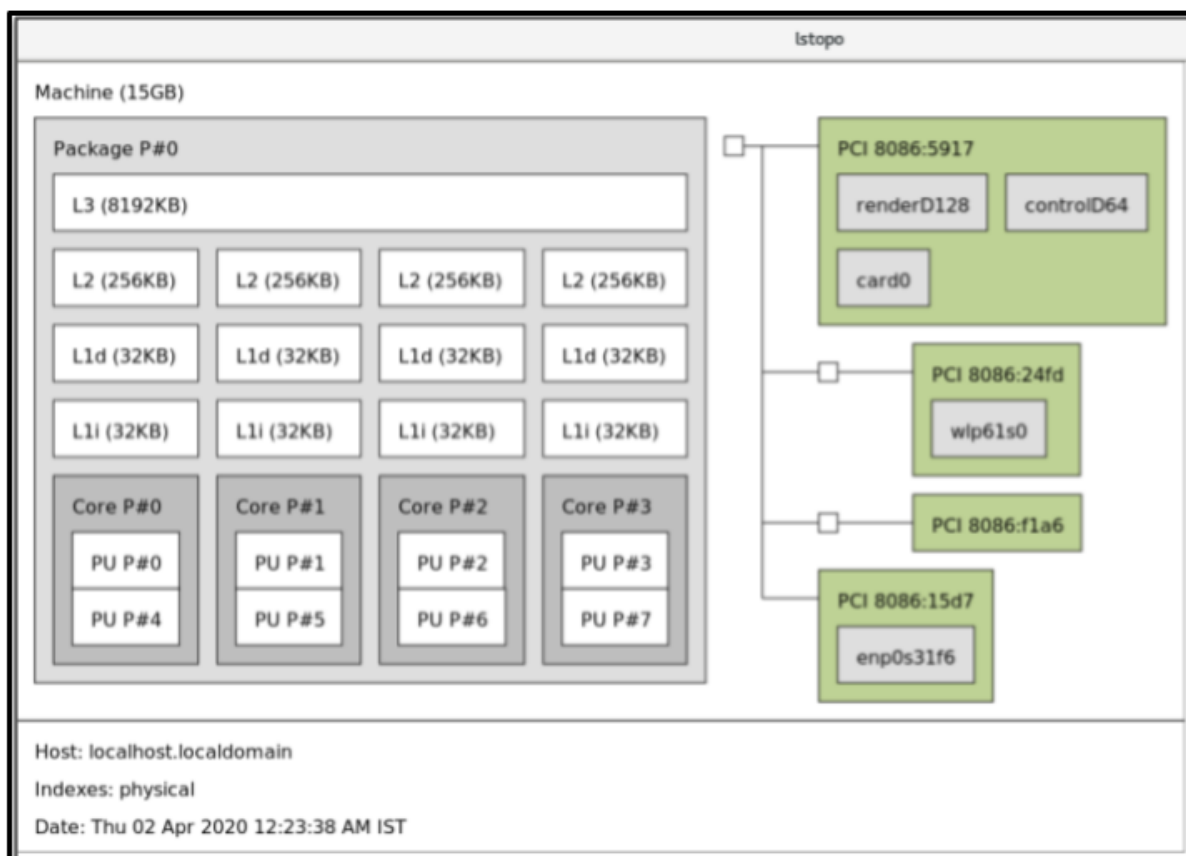 lstopo
Machine (15GB)
Package P#0
L3 (8192KB)
L2 (256KB) L2 (256KB) L2 (256KB) L2 (256KB)
L1d (32KB) L1d (32KB) L1d (32KB) L1d (32KB)
L1i (32KB) L1i (32KB) L1i (32KB) L1i (32KB)
Core P#0 Core P#1 Core P#2 Core P#3
PU P#0 PU P#1 PU P#2 PU P#3
PU P#4 PU P#5 PU P#6 PU P#7
PCI 8086:5917
renderD128 controlD64
card0
PCI 8086:24fd
wlp61s0
PCI 8086:f1a6
PCI 8086:15d7
enp0s31f6
Host: localhost.localdomain
Indexes: physical
Date: Thu 02 Apr 2020 12:23:38 AM IST